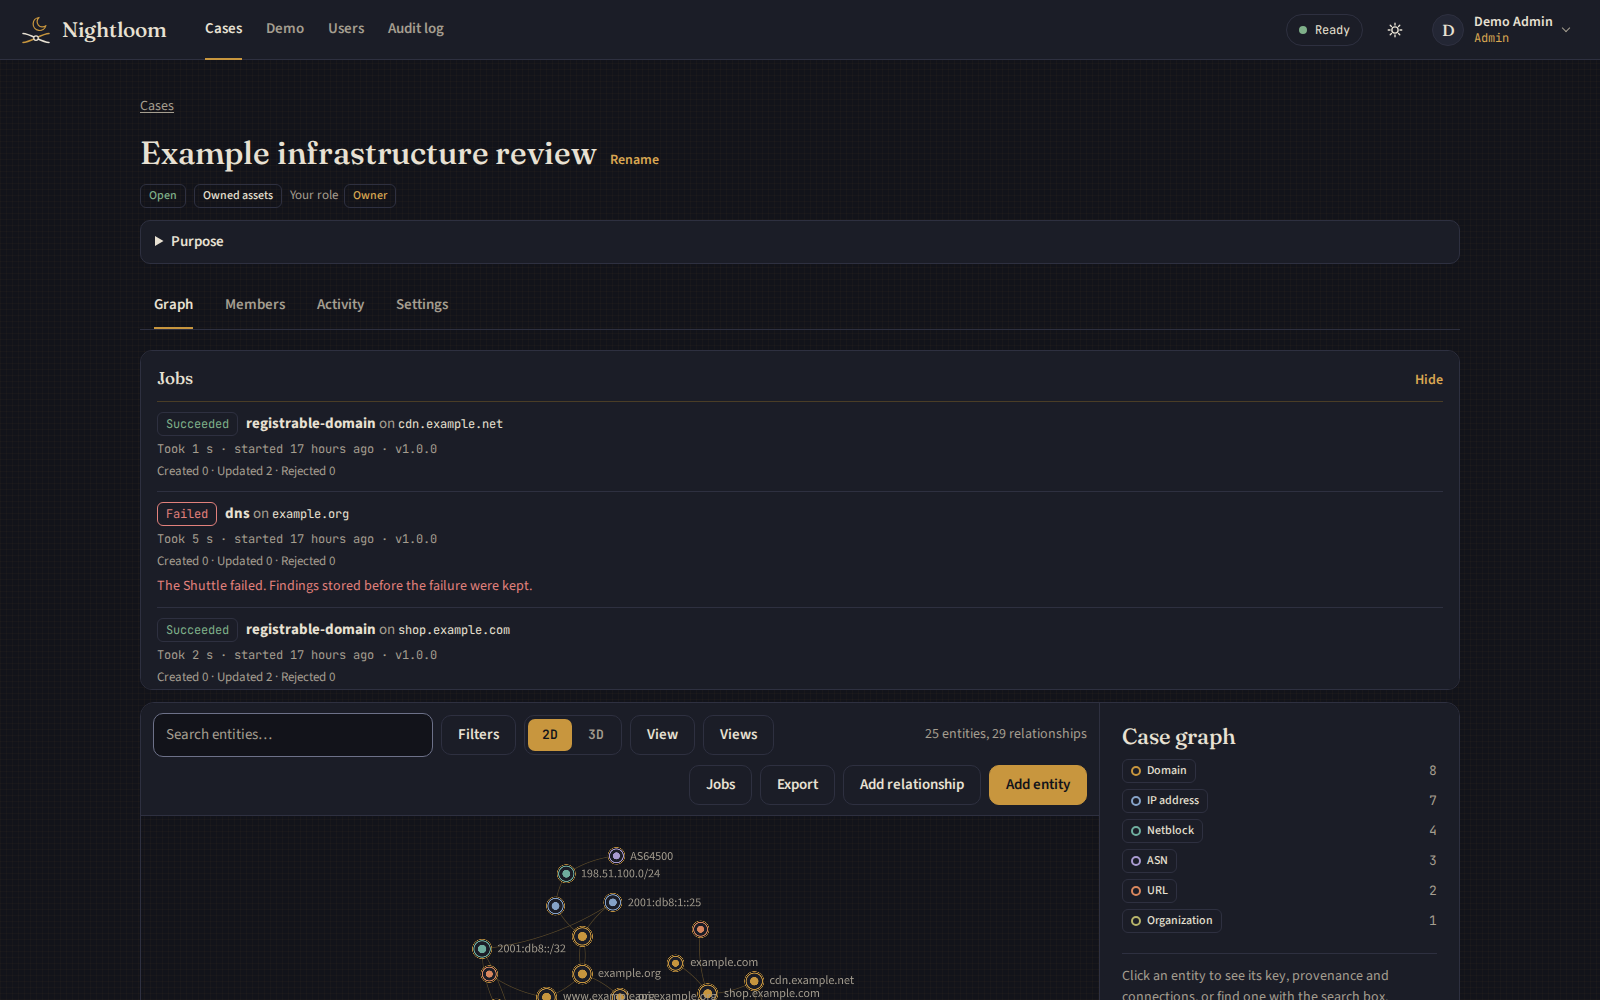 Nightloom
Cases Demo Users Audit log
Ready
D
Demo Admin
Admin
Cases
Example infrastructure review Rename
Open Owned assets Your role Owner
Purpose
Graph Members Activity Settings
Jobs
Hide
Succeeded registrable-domain on cdn.example.net
Took 1 s · started 17 hours ago · v1.0.0
Created 0 · Updated 2 · Rejected 0
Failed dns on example.org
Took 5 s · started 17 hours ago · v1.0.0
Created 0 · Updated 0 · Rejected 0
The Shuttle failed. Findings stored before the failure were kept.
Succeeded registrable-domain on shop.example.com
Took 2 s · started 17 hours ago · v1.0.0
Created 0 · Updated 2 · Rejected 0
Search entities… Filters 2D 3D View Views 25 entities, 29 relationships
Jobs Export Add relationship Add entity
AS64500
198.51.100.0/24
2001:db8:1::25
2001:db8::/32
example.org
example.com
cdn.example.net
shop.example.com
Case graph
Domain 8
IP address 7
Netblock 4
ASN 3
URL 2
Organization 1
Click an entity to see its key, provenance and
connections, or find one with the search box.